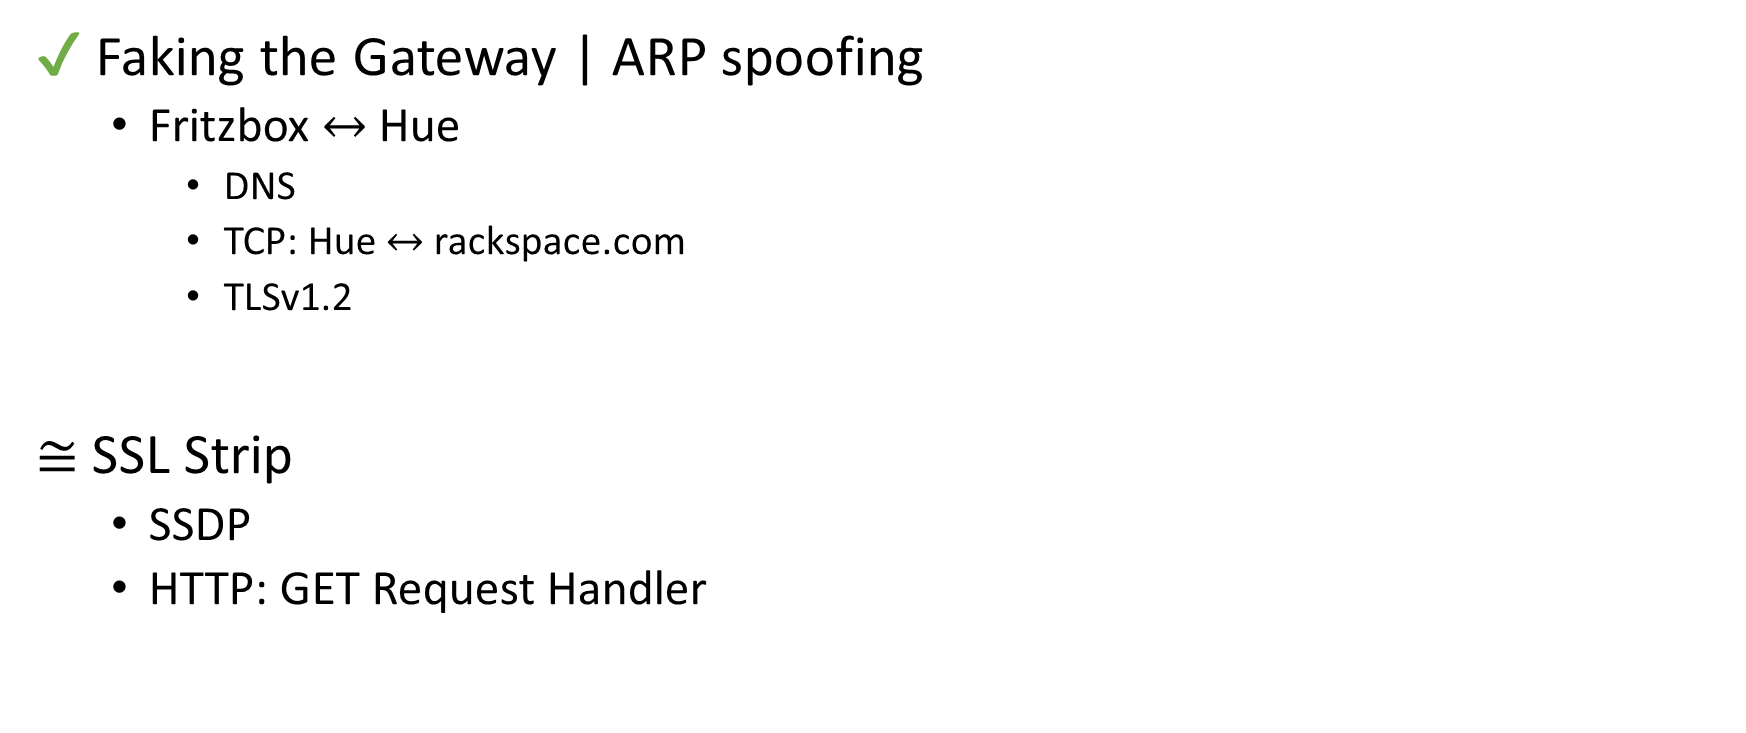 ✓ Faking the Gateway | ARP spoofing
• Fritzbox ↔ Hue
• DNS
• TCP: Hue ↔ rackspace.com
• TLSv1.2
≅ SSL Strip
• SSDP
• HTTP: GET Request Handler